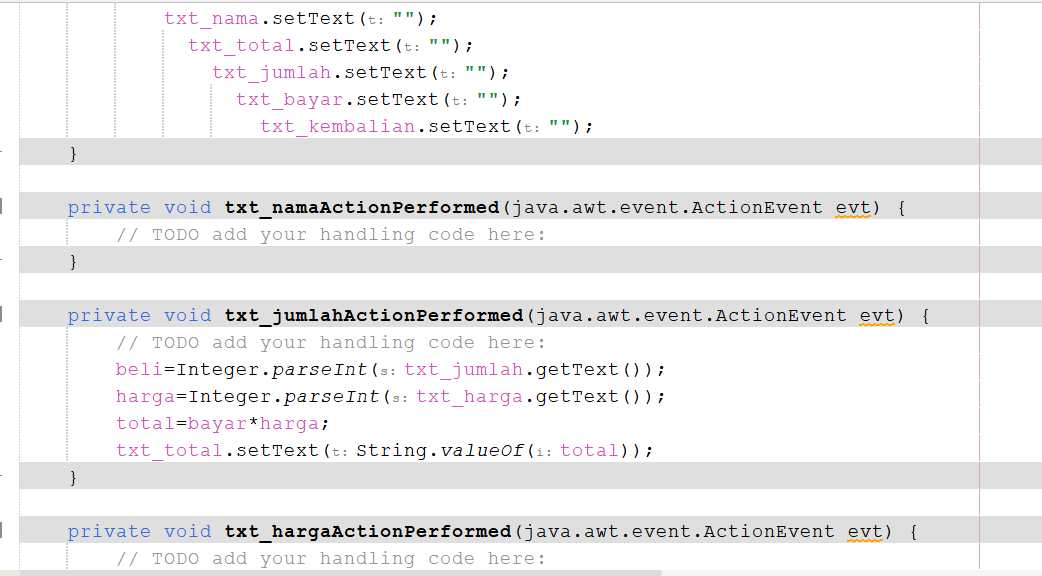 txt_nama.setText(t: "");
txt_total.setText(t: "");
txt_jumlah.setText(t: "");
txt_bayar.setText(t: "");
txt_kembalian.setText(t: "");
}
private void txt_namaActionPerformed(java.awt.event.ActionEvent evt) {
// TODO add your handling code here:
}
private void txt_jumlahActionPerformed(java.awt.event.ActionEvent evt) {
// TODO add your handling code here:
beli=Integer.parseInt(s: txt_jumlah.getText());
harga=Integer.parseInt(s: txt_harga.getText());
total=bayar*harga;
txt_total.setText(t: String.valueOf(i: total));
}
private void txt_hargaActionPerformed(java.awt.event.ActionEvent evt) {
// TODO add your handling code here: